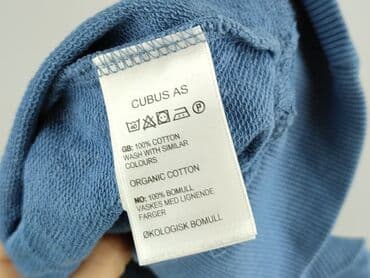 CUBUS AS
40 P
GB: 100% COTTON
WASH WITH SIMILAR
COLOURS
ORGANIC COTTON
NO: 100% BOMULL
VASKES MED LIGNENDE
FARGER
ØKOLOGISK BOMULL